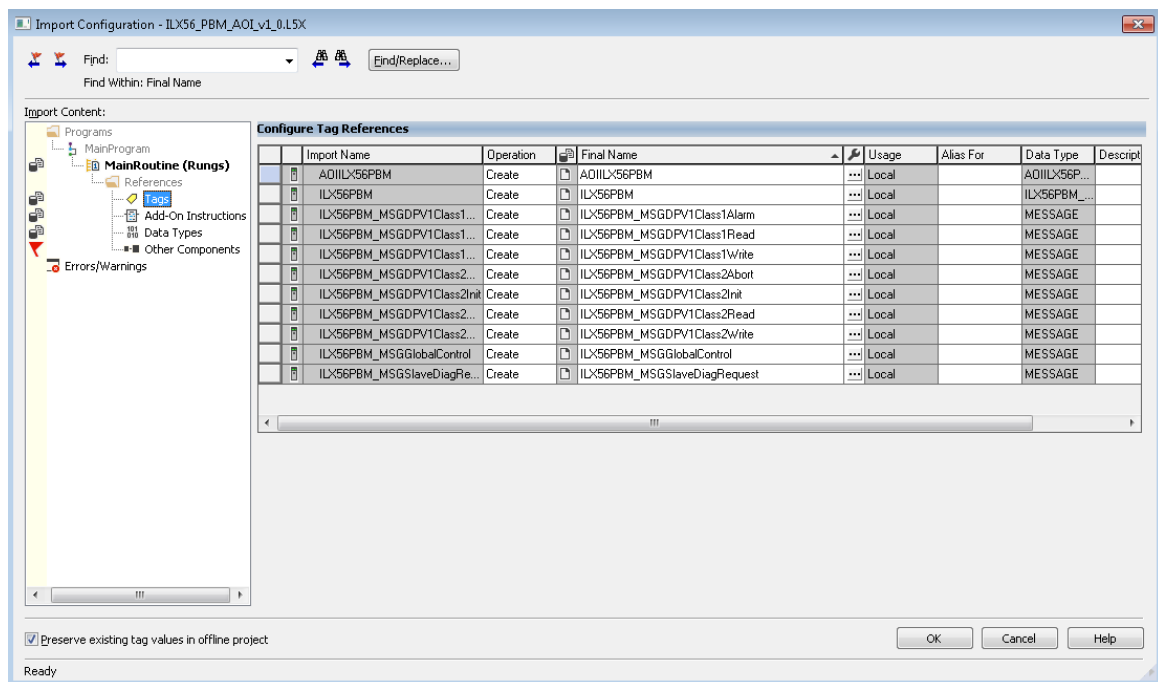 Import Configuration - ILX56_PBM_AOI_v1_0.L5X
Find:
Find/Replace...
Find Within: Final Name
Import Content:
Programs
MainProgram
MainRoutine (Rungs)
References
Tags
Add-On Instructions
Data Types
Other Components
Errors/Warnings
Configure Tag References
Import Name Operation Final Name Usage Alias For Data Type Descript
AOIILX56PBM Create AOIILX56PBM ... Local AOIILX56P...
ILX56PBM Create ILX56PBM ... Local ILX56PBM_...
ILX56PBM_MSGDPV1Class1... Create ILX56PBM_MSGDPV1Class1Alarm ... Local MESSAGE
ILX56PBM_MSGDPV1Class1... Create ILX56PBM_MSGDPV1Class1Read ... Local MESSAGE
ILX56PBM_MSGDPV1Class1... Create ILX56PBM_MSGDPV1Class1Write ... Local MESSAGE
ILX56PBM_MSGDPV1Class2... Create ILX56PBM_MSGDPV1Class2Abort ... Local MESSAGE
ILX56PBM_MSGDPV1Class2Init Create ILX56PBM_MSGDPV1Class2Init ... Local MESSAGE
ILX56PBM_MSGDPV1Class2... Create ILX56PBM_MSGDPV1Class2Read ... Local MESSAGE
ILX56PBM_MSGDPV1Class2... Create ILX56PBM_MSGDPV1Class2Write ... Local MESSAGE
ILX56PBM_MSGGlobalControl Create ILX56PBM_MSGGlobalControl ... Local MESSAGE
ILX56PBM_MSGSlaveDiagRe... Create ILX56PBM_MSGSlaveDiagRequest ... Local MESSAGE
Preserve existing tag values in offline project
OK Cancel Help
Ready